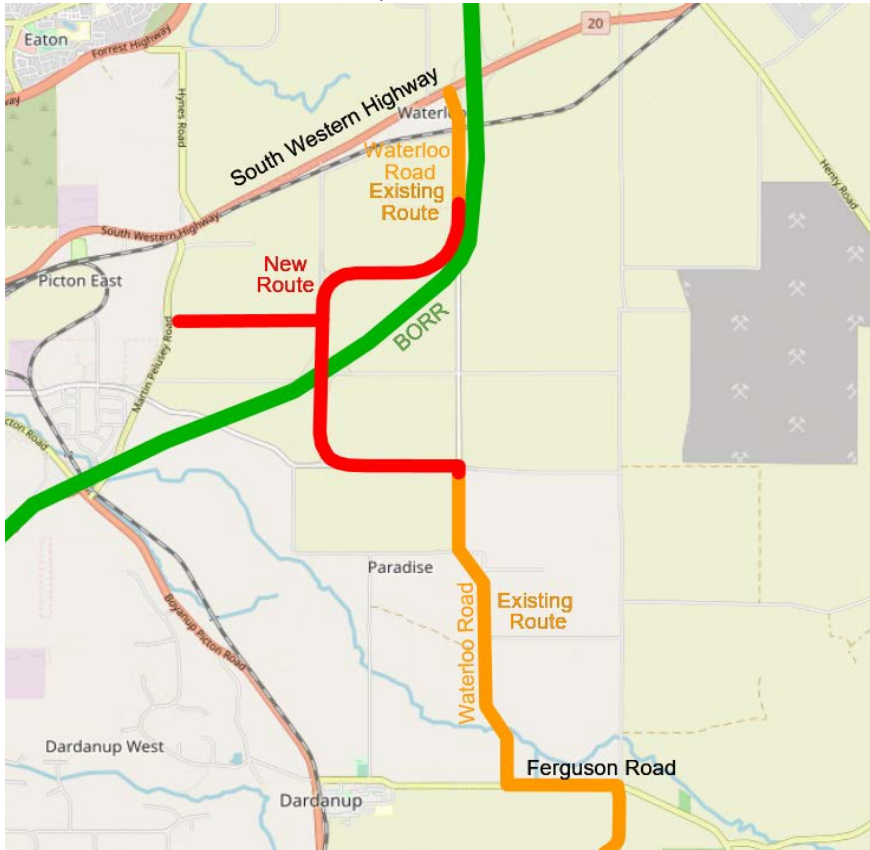 Eaton
Forrest Highway
20
Hymes Road
South Western Highway
Waterloo
Waterloo
Road
Existing
Route
Henty Road
South Western Highway
Picton East
New
Route
BORR
Martin Pelusey Road
cton Road
Paradise
Existing
Route
Waterloo Road
Boyanup Picton Road
Dardanup West
Ferguson Road
Dardanup